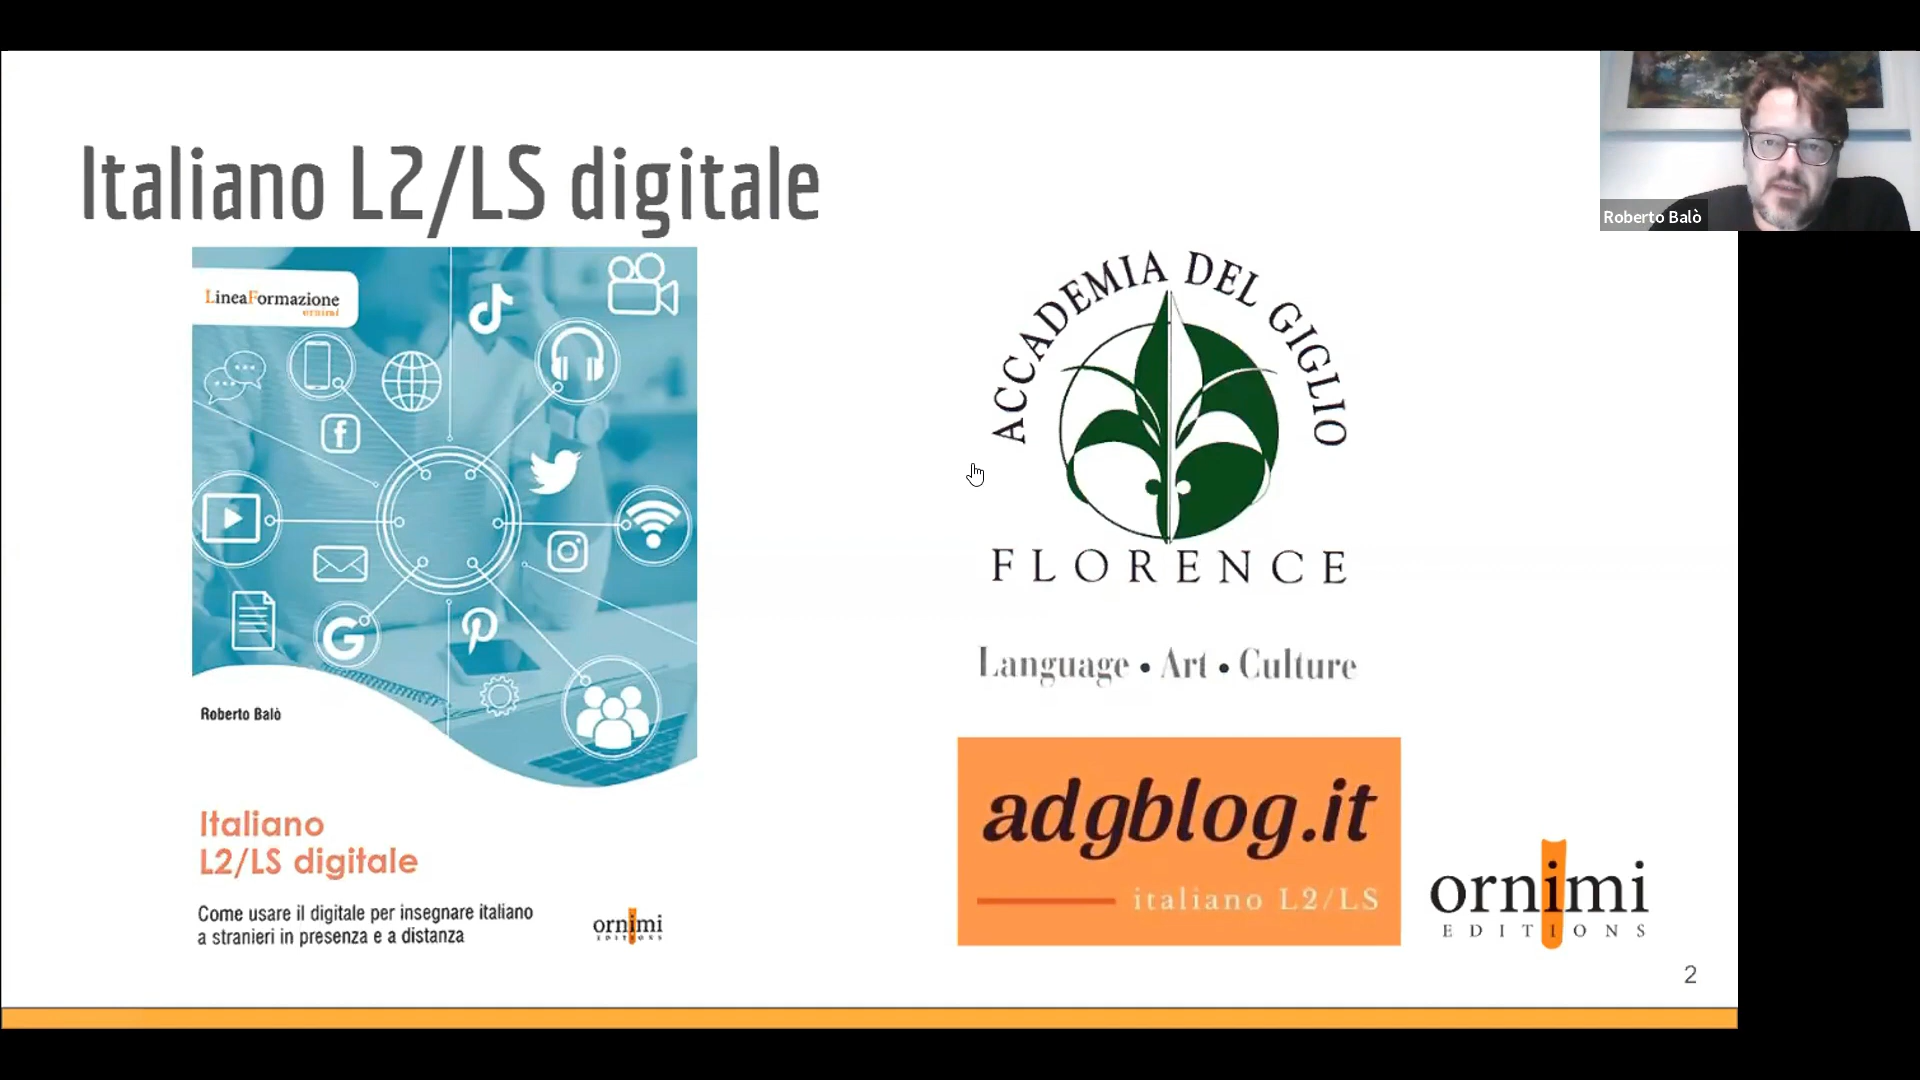 Italiano L2/LS digitale
Roberto Balò
LineaFormazione
ornimi
Roberto Balò
Italiano
L2/LS digitale
Come usare il digitale per insegnare italiano
a stranieri in presenza e a distanza
ornimi
EDITIONS
ACCADEMIA DEL GIGLIO
FLORENCE
Language • Art • Culture
adgblog.it
italiano L2/LS
ornimi
EDITIONS
2